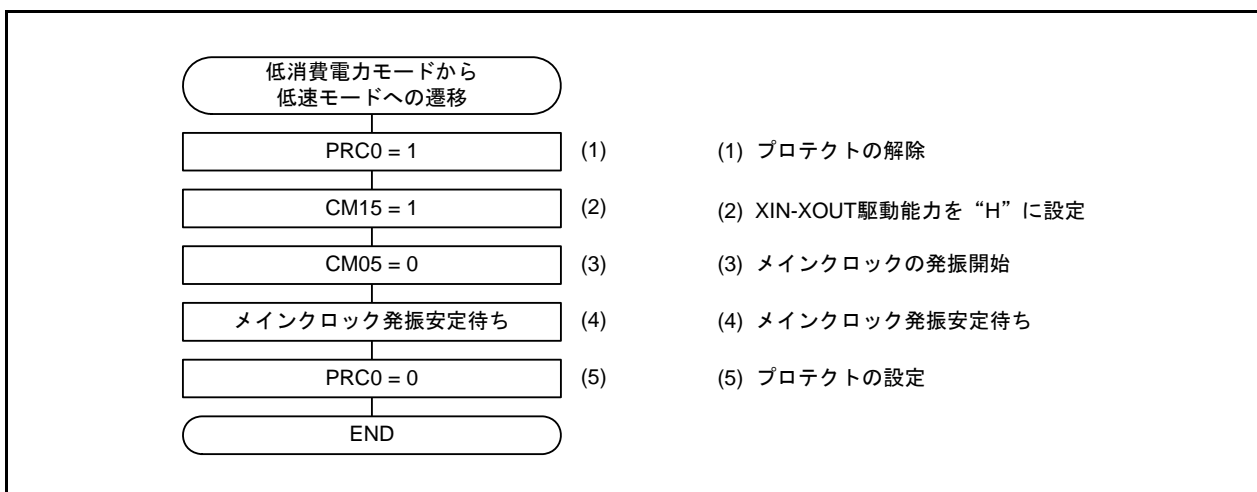 低消費電力モードから
低速モードへの遷移
PRC0 = 1 (1) (1) プロテクトの解除
CM15 = 1 (2) (2) XIN-XOUT駆動能力を“H”に設定
CM05 = 0 (3) (3) メインクロックの発振開始
メインクロック発振安定待ち (4) (4) メインクロック発振安定待ち
PRC0 = 0 (5) (5) プロテクトの設定
END